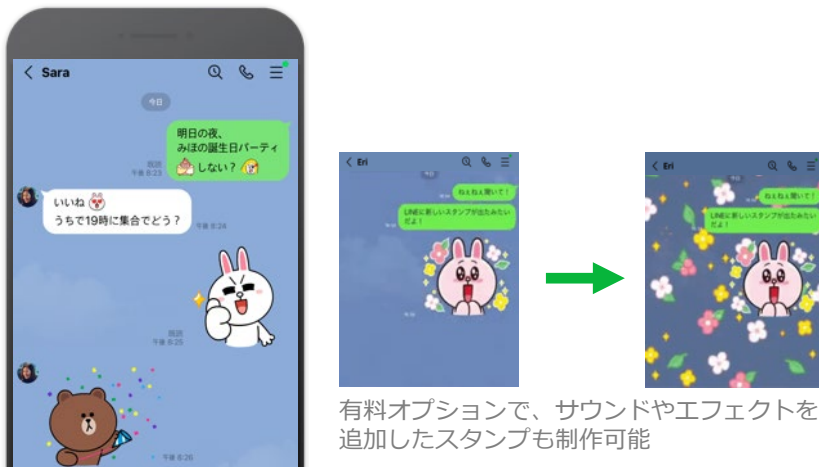 Sara
今日
明日の夜、
みほの誕生日パーティ
しない？
既読
午後 8:23
いいね
うちで19時に集合でどう？
午後 8:24
既読
午後 8:25
午後 8:26
Eri
今日
ねぇねぇ聞いて！
LINEに新しいスタンプが出たみたい
だよ！
Eri
今日
ねぇねぇ聞いて！
LINEに新しいスタンプが出たみたい
だよ！
有料オプションで、サウンドやエフェクトを
追加したスタンプも制作可能